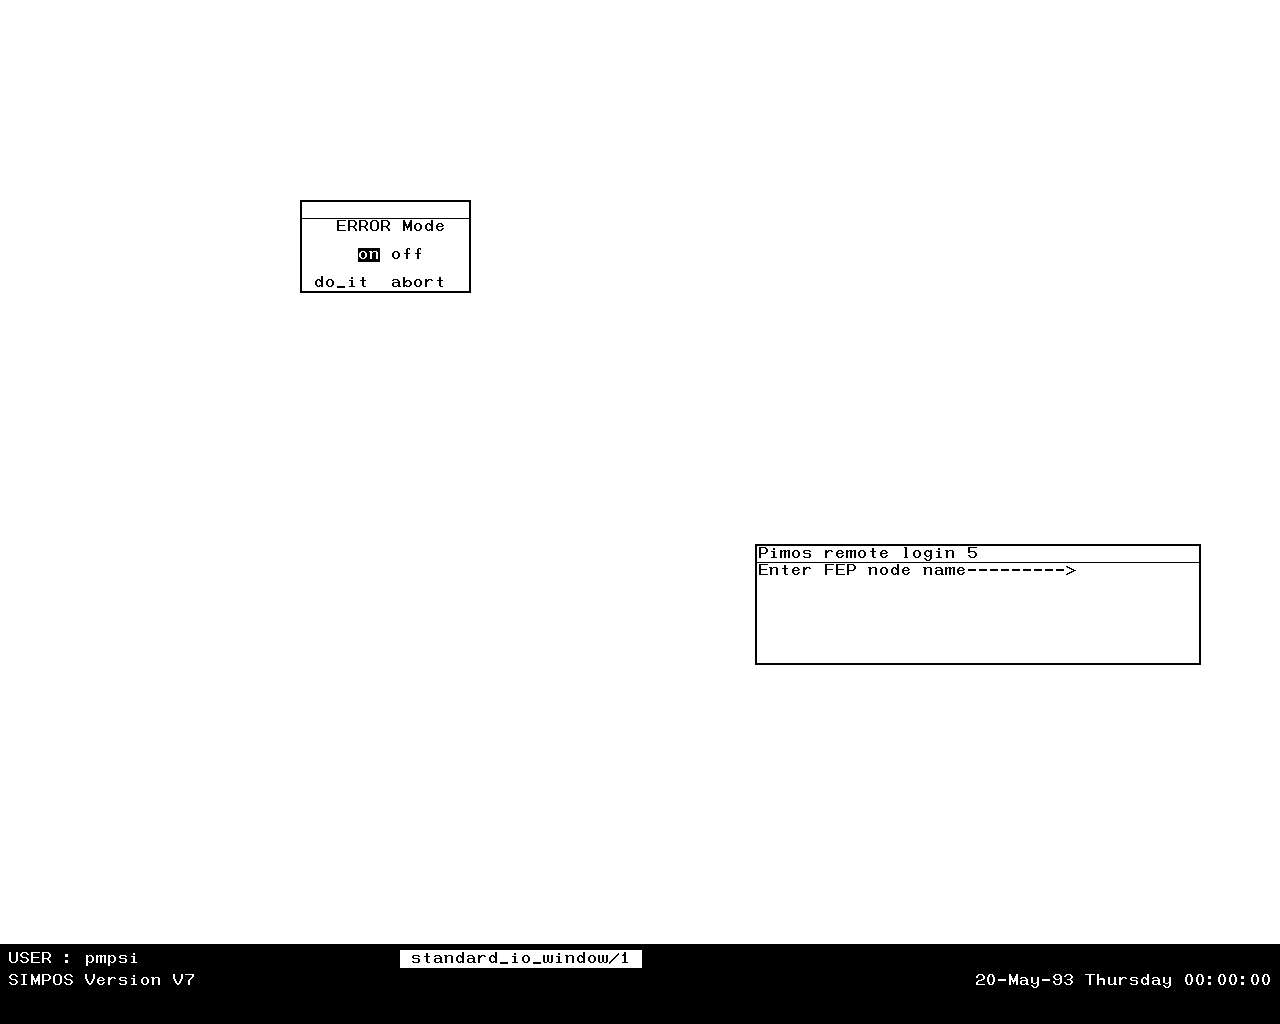 ERROR Mode
on off
do_it abort
Pimos remote login 5
Enter FEP node name--------->
USER : pmpsi
standard_io_window/1
SIMPOS Version V7
20-May-93 Thursday 00:00:00